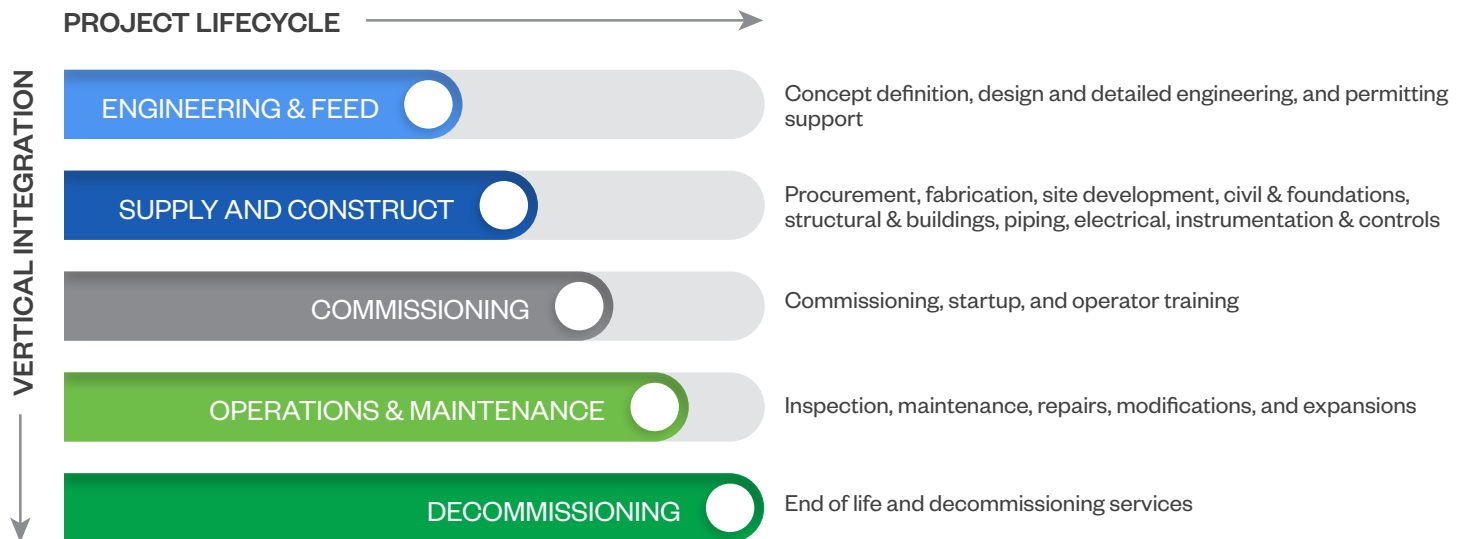 PROJECT LIFECYCLE
VERTICAL INTEGRATION
ENGINEERING & FEED
Concept definition, design and detailed engineering, and permitting
support
SUPPLY AND CONSTRUCT
Procurement, fabrication, site development, civil & foundations,
structural & buildings, piping, electrical, instrumentation & controls
COMMISSIONING
Commissioning, startup, and operator training
OPERATIONS & MAINTENANCE
Inspection, maintenance, repairs, modifications, and expansions
DECOMMISSIONING
End of life and decommissioning services